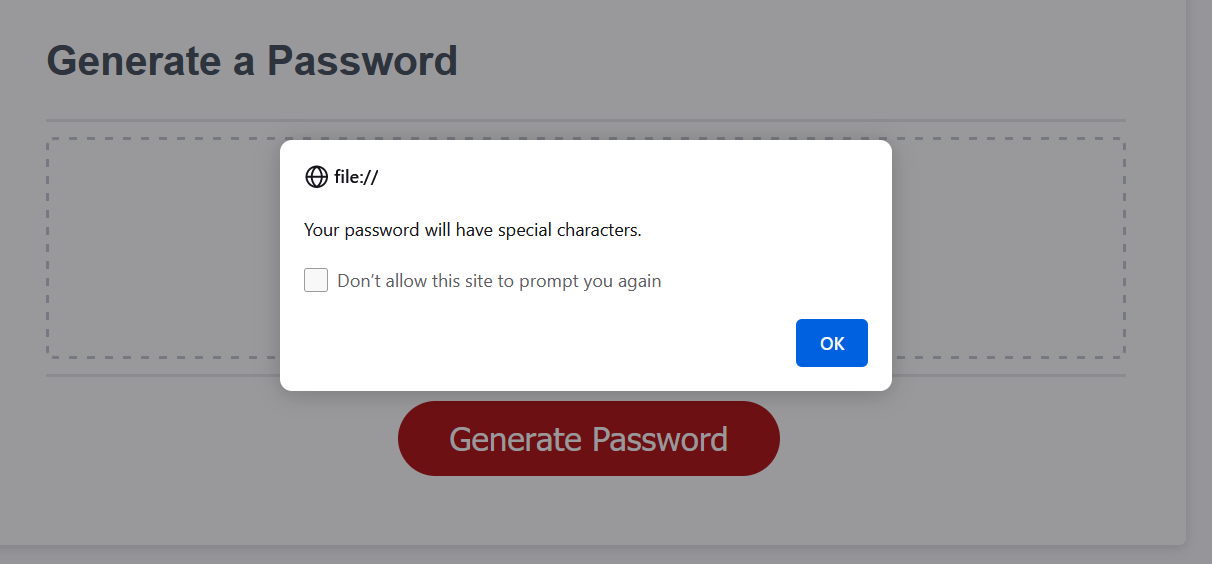 Generate a Password
file://
Your password will have special characters.
Don’t allow this site to prompt you again
OK
Generate Password